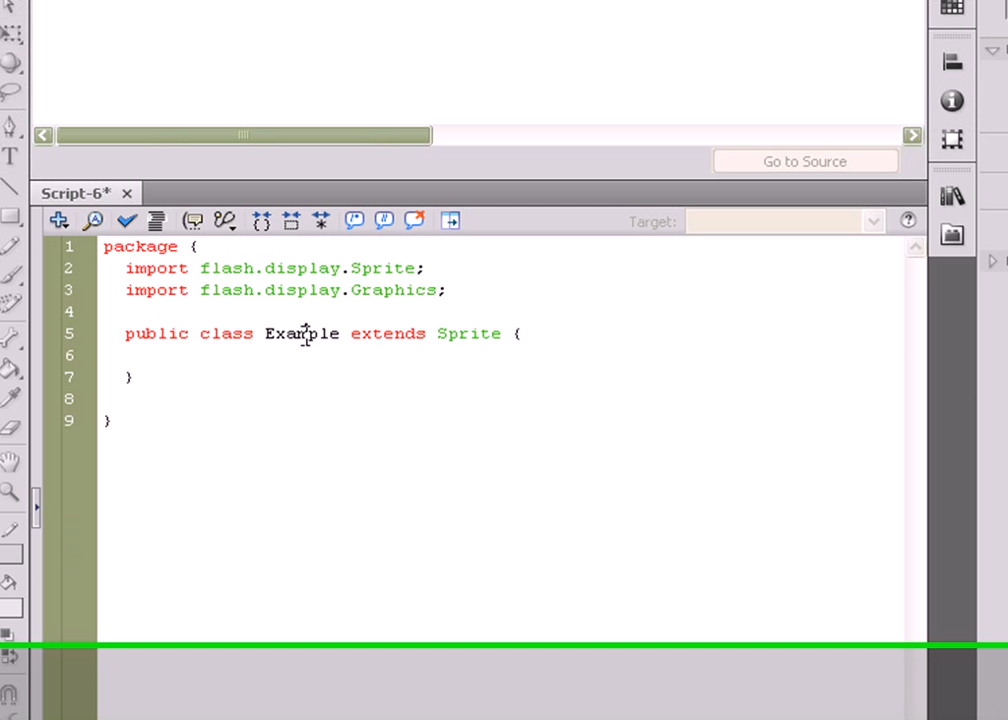 Go to Source
Script-6*
Target:
1 package {
2 import flash.display.Sprite;
3 import flash.display.Graphics;
4
5 public class Example extends Sprite {
6
7 }
8
9 }